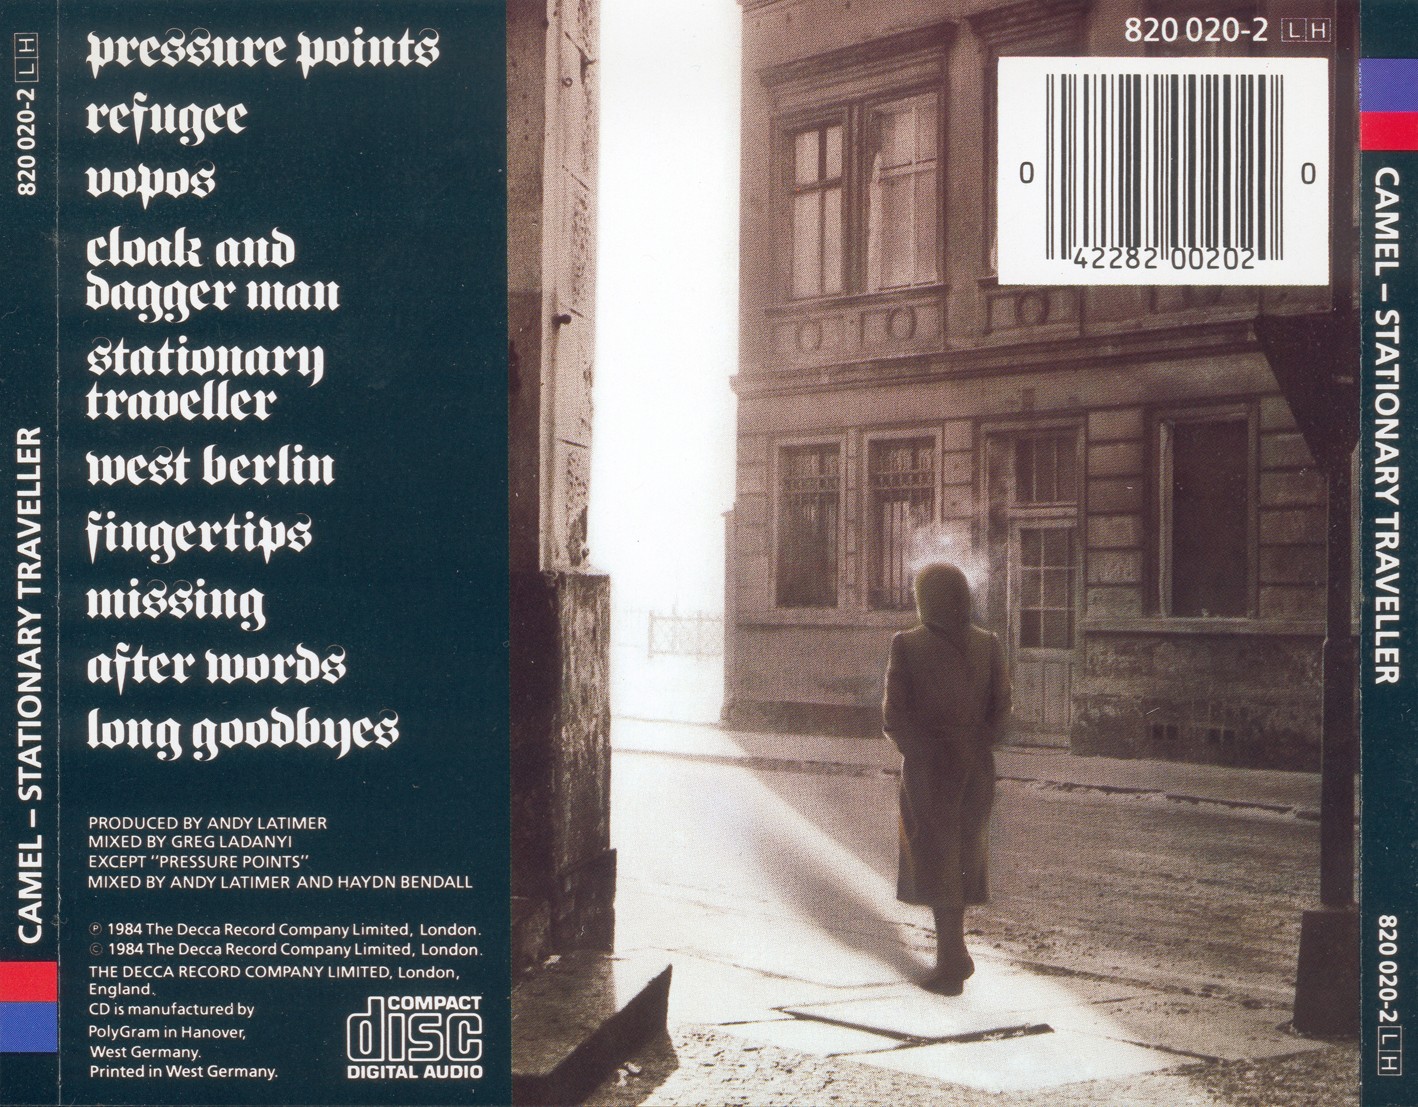 820 020-2 LH
CAMEL – STATIONARY TRAVELLER
pressure points
refugee
vopos
cloak and
dagger man
stationary
traveller
west berlin
fingertips
missing
after words
long goodbyes
PRODUCED BY ANDY LATIMER
MIXED BY GREG LADANYI
EXCEPT "PRESSURE POINTS"
MIXED BY ANDY LATIMER AND HAYDN BENDALL
℗ 1984 The Decca Record Company Limited, London.
© 1984 The Decca Record Company Limited, London.
THE DECCA RECORD COMPANY LIMITED, London,
England.
CD is manufactured by
PolyGram in Hanover,
West Germany.
Printed in West Germany.
COMPACT
disc
DIGITAL AUDIO
820 020-2 LH
0 42282 00202 0
CAMEL – STATIONARY TRAVELLER
820 020-2 LH